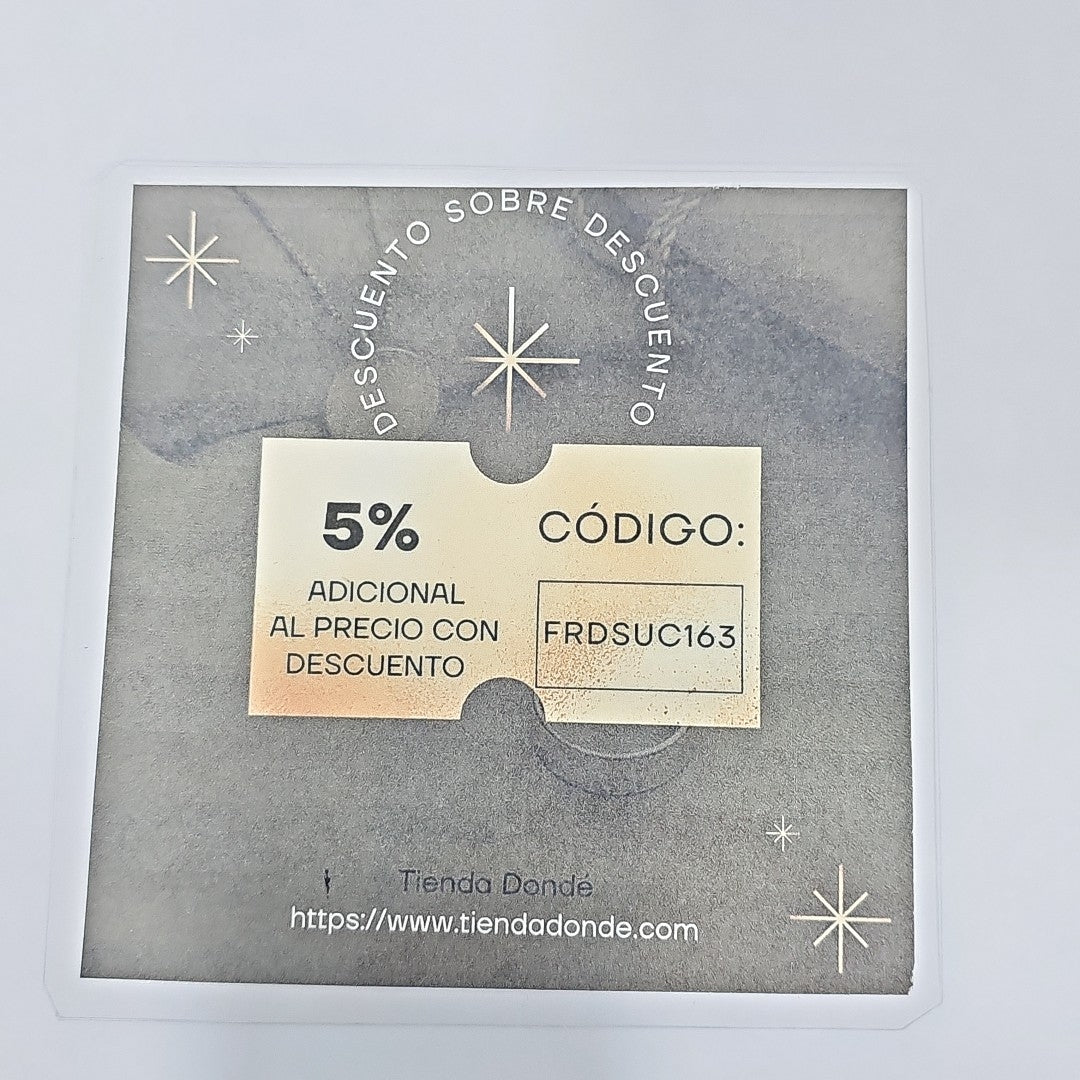 DESCUENTO SOBRE DESCUENTO
5%
ADICIONAL
AL PRECIO CON
DESCUENTO
CÓDIGO:
FRDSUC163
Tienda Dondé
https://www.tiendadonde.com